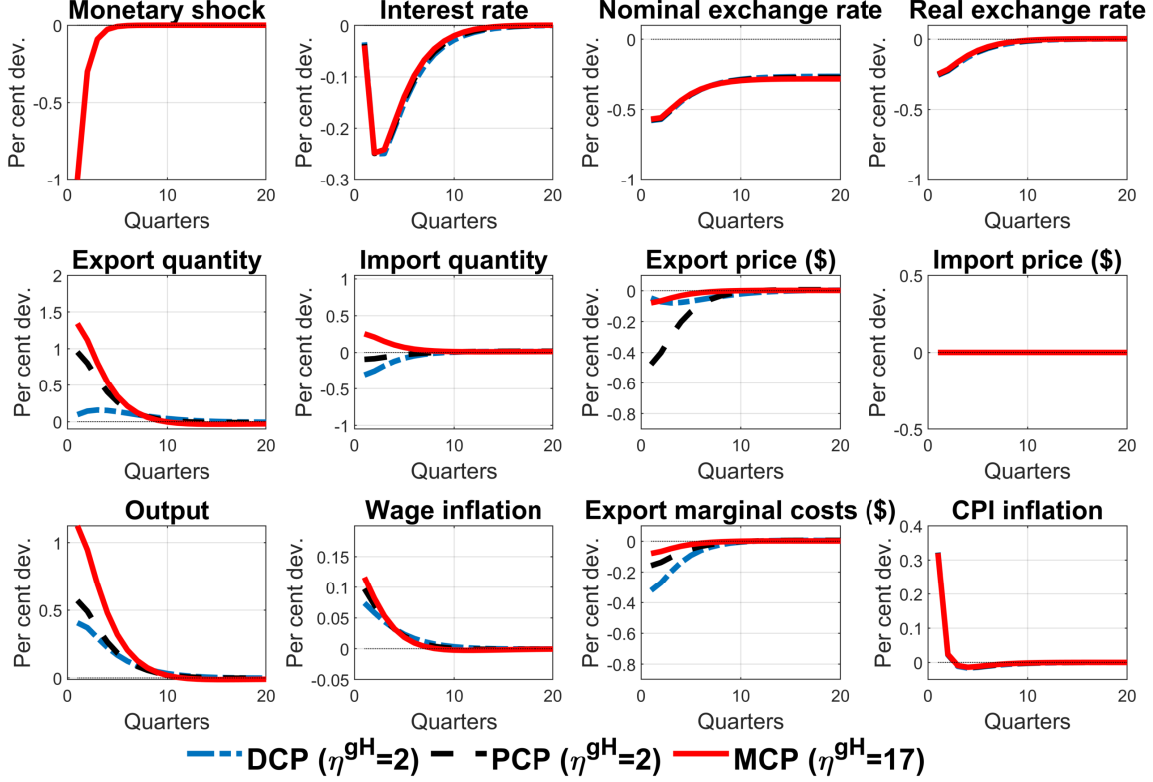 Monetary shock
Interest rate
Nominal exchange rate
Real exchange rate
Per cent dev.
0
-0.5
-1
0
10
20
Quarters
Per cent dev.
0
-0.1
-0.2
-0.3
0
10
20
Quarters
Per cent dev.
0
-0.5
-1
0
10
20
Quarters
Per cent dev.
0
-0.5
-1
0
10
20
Quarters
Export quantity
Import quantity
Export price ($)
Import price ($)
Per cent dev.
2
1.5
1
0.5
0
0
10
20
Quarters
Per cent dev.
1
0.5
0
-0.5
-1
0
10
20
Quarters
Per cent dev.
0
-0.2
-0.4
-0.6
-0.8
0
10
20
Quarters
Per cent dev.
0.5
0
-0.5
0
10
20
Quarters
Output
Wage inflation
Export marginal costs ($)
CPI inflation
Per cent dev.
1
0.5
0
0
10
20
Quarters
Per cent dev.
0.15
0.1
0.05
0
-0.05
0
10
20
Quarters
Per cent dev.
0
-0.2
-0.4
-0.6
-0.8
0
10
20
Quarters
Per cent dev.
0.4
0.3
0.2
0.1
0
0
10
20
Quarters
DCP (η^gH=2) PCP (η^gH=2) MCP (η^gH=17)